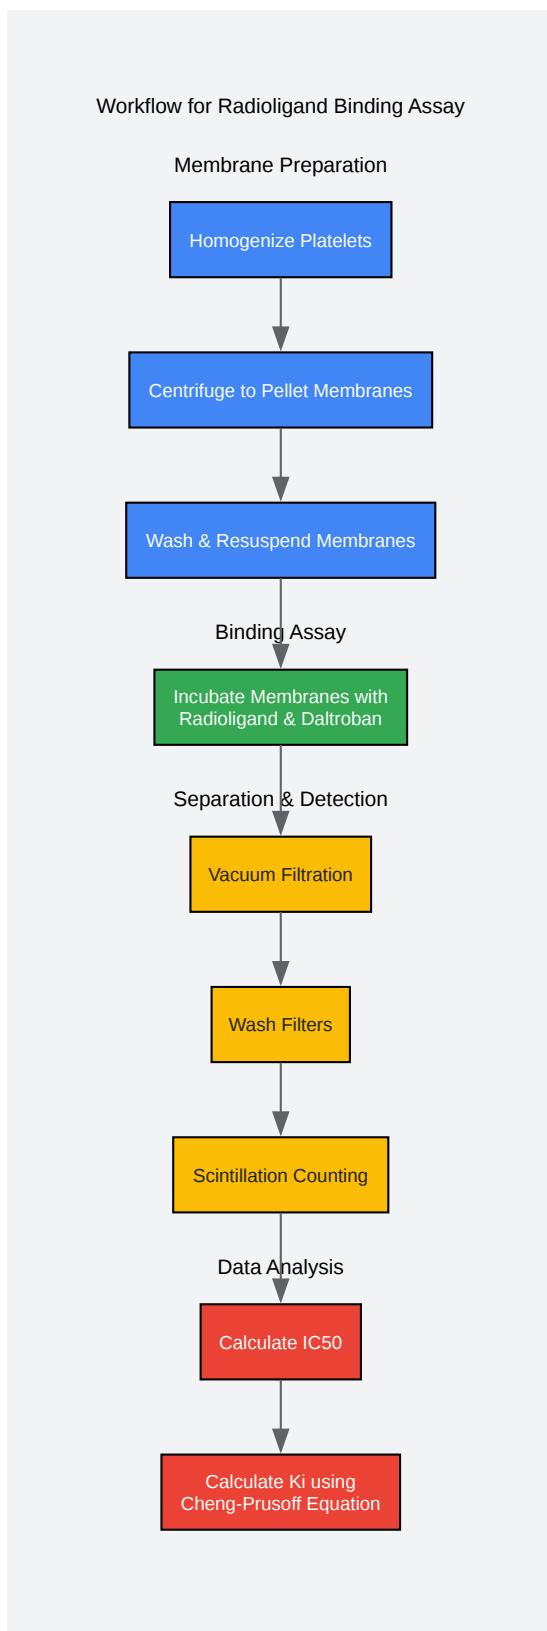 Workflow for Radioligand Binding Assay
Membrane Preparation
Homogenize Platelets
Centrifuge to Pellet Membranes
Wash & Resuspend Membranes
Binding Assay
Incubate Membranes with
Radioligand & Daltroban
Separation & Detection
Vacuum Filtration
Wash Filters
Scintillation Counting
Data Analysis
Calculate IC50
Calculate Ki using
Cheng-Prusoff Equation